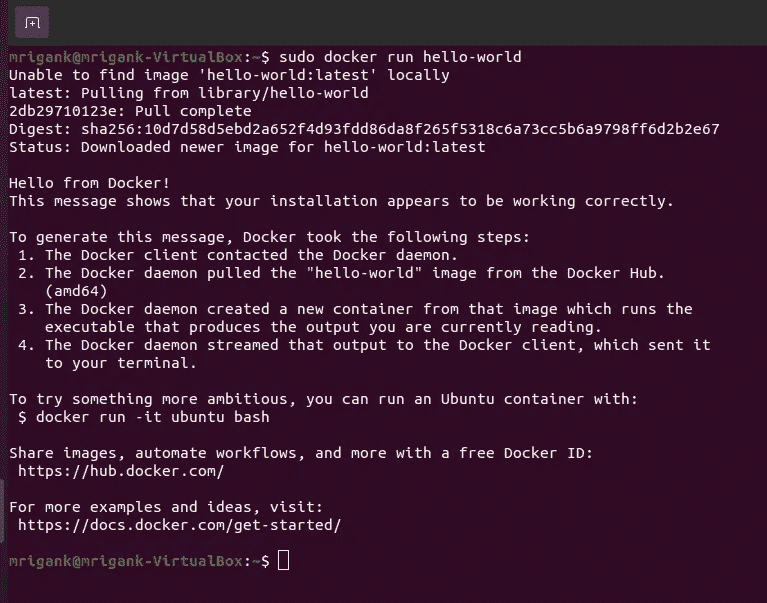 mrigank@mrigank-VirtualBox:~$ sudo docker run hello-world
Unable to find image 'hello-world:latest' locally
latest: Pulling from library/hello-world
2db29710123e: Pull complete
Digest: sha256:10d7d58d5ebd2a652f4d93fdd86da8f265f5318c6a73cc5b6a9798ff6d2b2e67
Status: Downloaded newer image for hello-world:latest

Hello from Docker!
This message shows that your installation appears to be working correctly.

To generate this message, Docker took the following steps:
 1. The Docker client contacted the Docker daemon.
 2. The Docker daemon pulled the "hello-world" image from the Docker Hub.
    (amd64)
 3. The Docker daemon created a new container from that image which runs the
    executable that produces the output you are currently reading.
 4. The Docker daemon streamed that output to the Docker client, which sent it
    to your terminal.

To try something more ambitious, you can run an Ubuntu container with:
 $ docker run -it ubuntu bash

Share images, automate workflows, and more with a free Docker ID:
 https://hub.docker.com/

For more examples and ideas, visit:
 https://docs.docker.com/get-started/

mrigank@mrigank-VirtualBox:~$